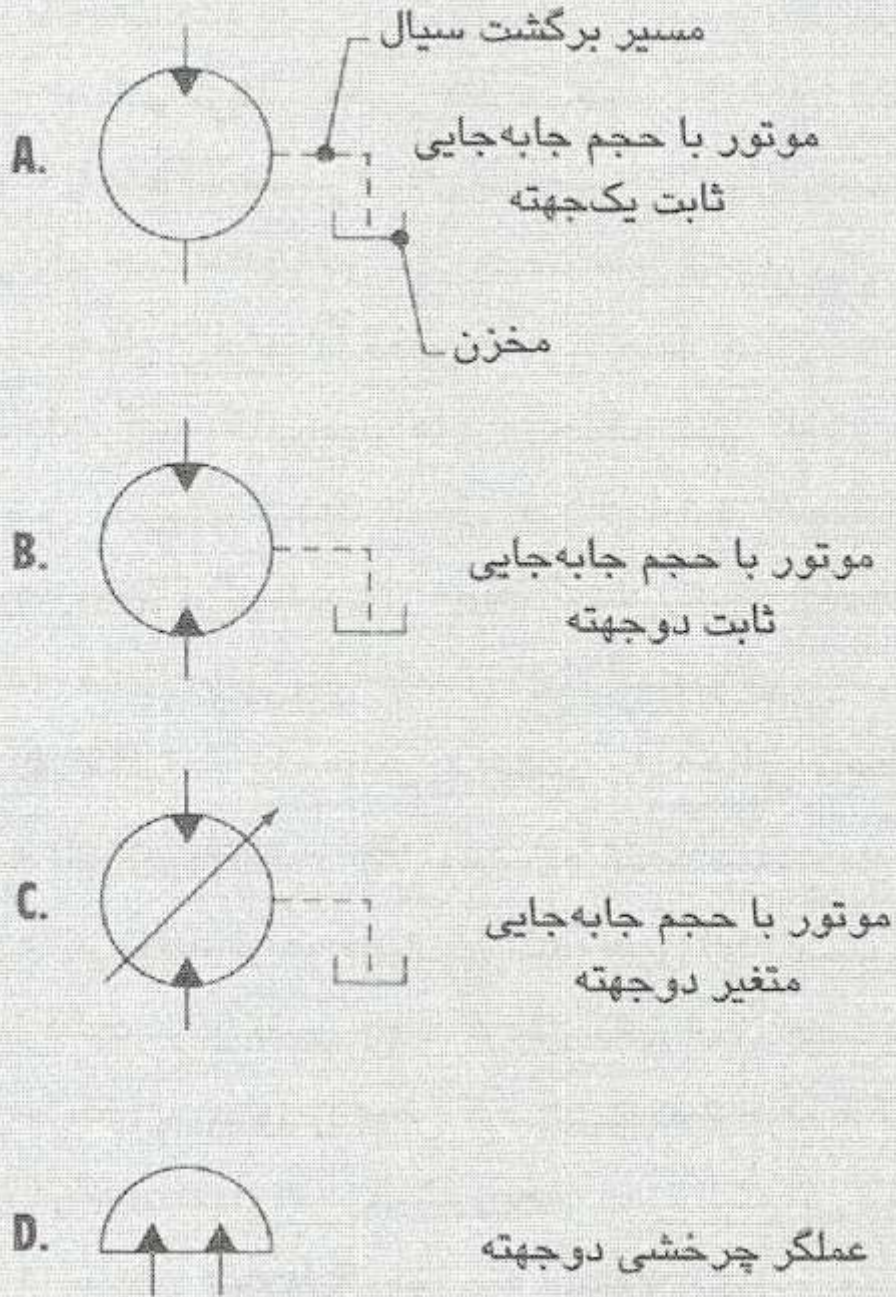 مسیر برگشت سیال
A.
موتور با حجم جابه‌جایی
ثابت یک‌جهته
مخزن
B.
موتور با حجم جابه‌جایی
ثابت دوجهته
C.
موتور با حجم جابه‌جایی
متغیر دوجهته
D.
عملگر چرخشی دوجهته